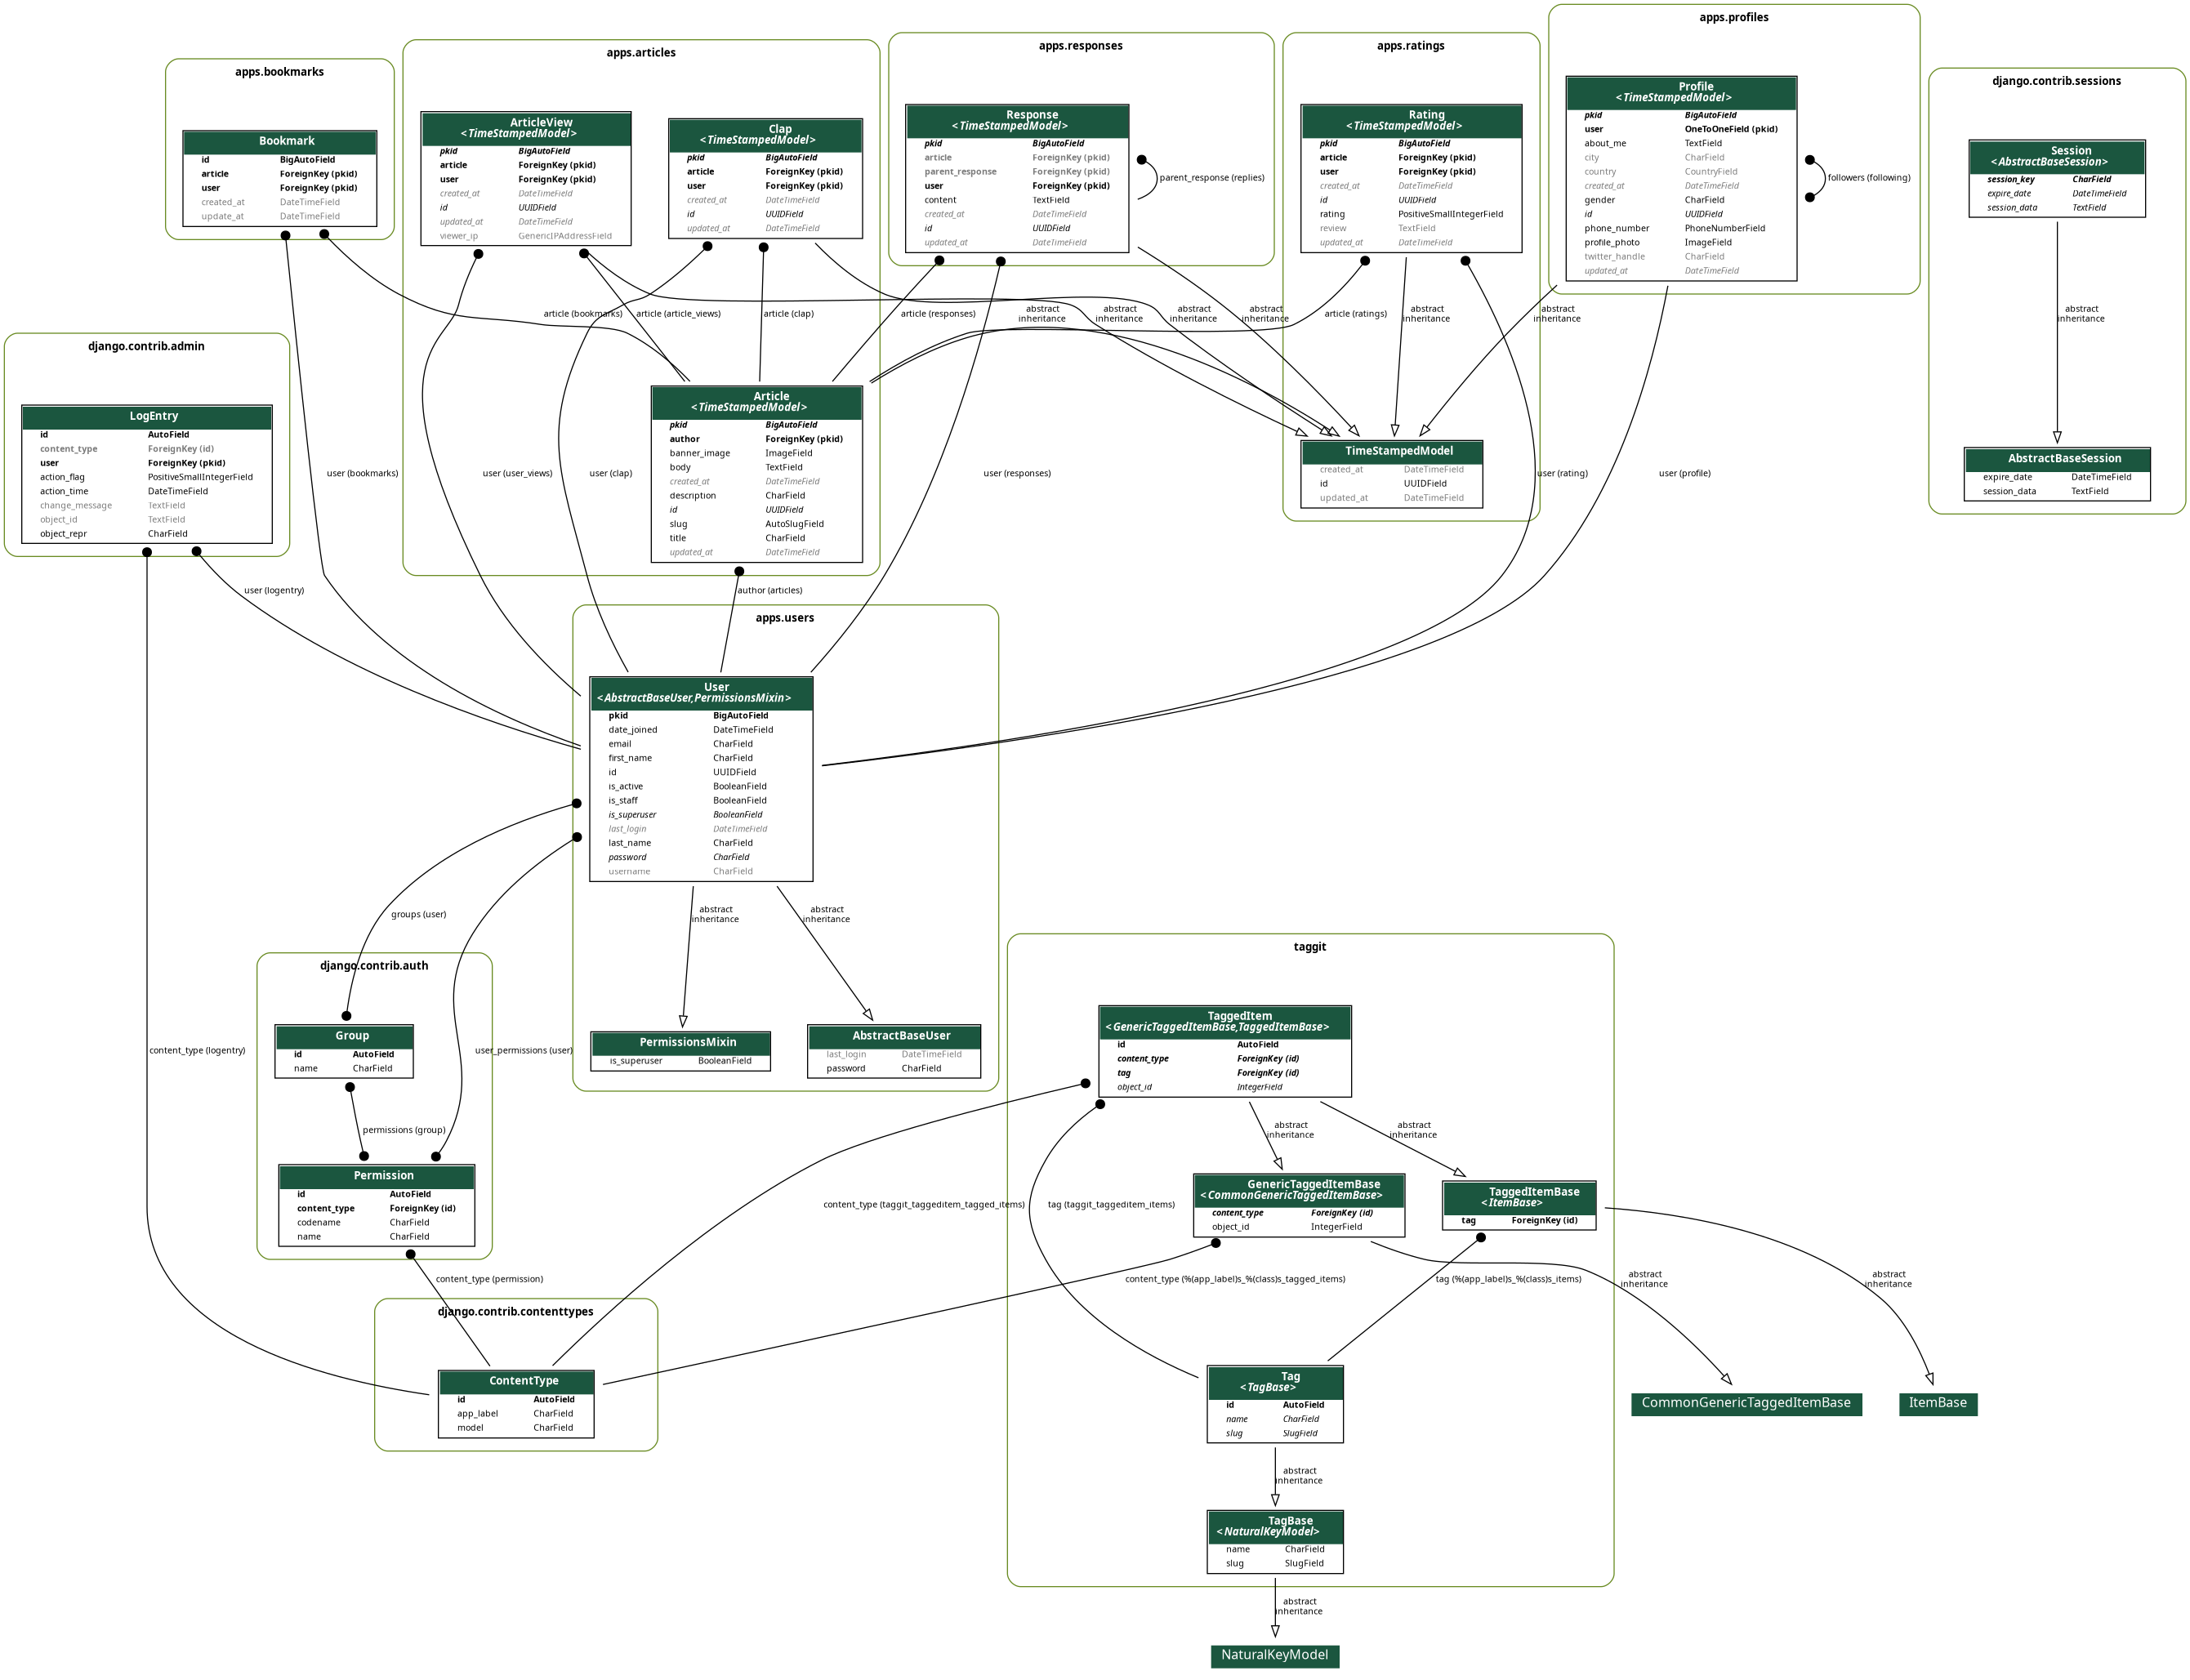 apps.bookmarks
Bookmark
id BigAutoField
article ForeignKey (pkid)
user ForeignKey (pkid)
created_at DateTimeField
update_at DateTimeField
apps.articles
ArticleView
<TimeStampedModel>
pkid BigAutoField
article ForeignKey (pkid)
user ForeignKey (pkid)
created_at DateTimeField
id UUIDField
updated_at DateTimeField
viewer_ip GenericIPAddressField
Clap
<TimeStampedModel>
pkid BigAutoField
article ForeignKey (pkid)
user ForeignKey (pkid)
created_at DateTimeField
id UUIDField
updated_at DateTimeField
apps.responses
Response
<TimeStampedModel>
pkid BigAutoField
article ForeignKey (pkid)
parent_response ForeignKey (pkid)
user ForeignKey (pkid)
content TextField
created_at DateTimeField
id UUIDField
updated_at DateTimeField
parent_response (replies)
apps.ratings
Rating
<TimeStampedModel>
pkid BigAutoField
article ForeignKey (pkid)
user ForeignKey (pkid)
created_at DateTimeField
id UUIDField
rating PositiveSmallIntegerField
review TextField
updated_at DateTimeField
apps.profiles
Profile
<TimeStampedModel>
pkid BigAutoField
user OneToOneField (pkid)
about_me TextField
city CharField
country CountryField
created_at DateTimeField
gender CharField
id UUIDField
phone_number PhoneNumberField
profile_photo ImageField
twitter_handle CharField
updated_at DateTimeField
followers (following)
django.contrib.sessions
Session
<AbstractBaseSession>
session_key CharField
expire_date DateTimeField
session_data TextField
abstract
inheritance
AbstractBaseSession
expire_date DateTimeField
session_data TextField
article (bookmarks)
article (article_views)
article (clap)
article (responses)
abstract
inheritance
abstract
inheritance
abstract
inheritance
abstract
inheritance
article (ratings)
abstract
inheritance
abstract
inheritance
django.contrib.admin
LogEntry
id AutoField
content_type ForeignKey (id)
user ForeignKey (pkid)
action_flag PositiveSmallIntegerField
action_time DateTimeField
change_message TextField
object_id TextField
object_repr CharField
Article
<TimeStampedModel>
pkid BigAutoField
author ForeignKey (pkid)
banner_image ImageField
body TextField
created_at DateTimeField
description CharField
id UUIDField
slug AutoSlugField
title CharField
updated_at DateTimeField
TimeStampedModel
created_at DateTimeField
id UUIDField
updated_at DateTimeField
user (bookmarks)
user (user_views)
user (clap)
user (responses)
user (rating)
user (profile)
user (logentry)
author (articles)
apps.users
User
<AbstractBaseUser,PermissionsMixin>
pkid BigAutoField
date_joined DateTimeField
email CharField
first_name CharField
id UUIDField
is_active BooleanField
is_staff BooleanField
is_superuser BooleanField
last_login DateTimeField
last_name CharField
password CharField
username CharField
groups (user)
abstract
inheritance
abstract
inheritance
django.contrib.auth
Group
id AutoField
name CharField
content_type (logentry)
user_permissions (user)
PermissionsMixin
is_superuser BooleanField
AbstractBaseUser
last_login DateTimeField
password CharField
permissions (group)
Permission
id AutoField
content_type ForeignKey (id)
codename CharField
name CharField
content_type (permission)
django.contrib.contenttypes
ContentType
id AutoField
app_label CharField
model CharField
taggit
TaggedItem
<GenericTaggedItemBase,TaggedItemBase>
id AutoField
content_type ForeignKey (id)
tag ForeignKey (id)
object_id IntegerField
abstract
inheritance
abstract
inheritance
content_type (taggit_taggeditem_tagged_items)
tag (taggit_taggeditem_items)
GenericTaggedItemBase
<CommonGenericTaggedItemBase>
content_type ForeignKey (id)
object_id IntegerField
TaggedItemBase
<ItemBase>
tag ForeignKey (id)
content_type (%(app_label)s_%(class)s_tagged_items)
tag (%(app_label)s_%(class)s_items)
abstract
inheritance
abstract
inheritance
Tag
<TagBase>
id AutoField
name CharField
slug SlugField
CommonGenericTaggedItemBase
ItemBase
abstract
inheritance
TagBase
<NaturalKeyModel>
name CharField
slug SlugField
abstract
inheritance
NaturalKeyModel